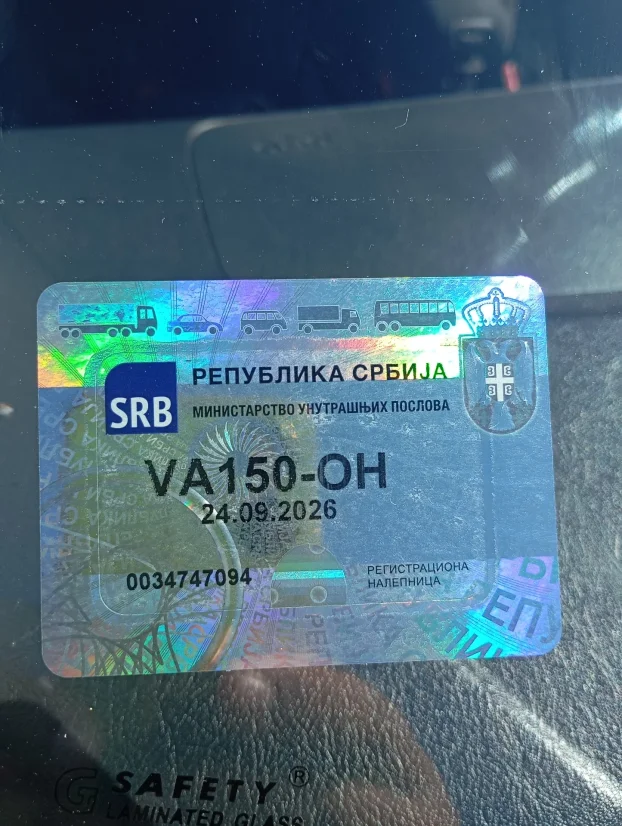 РЕПУБЛИКА СРБИЈА
SRB
МИНИСТАРСТВО УНУТРАШЊИХ ПОСЛОВА
VA150-OH
24.09.2026
0034747094
РЕГИСТРАЦИОНА
НАЛЕПНИЦА
SAFETY ®
LAMINATED GLASS